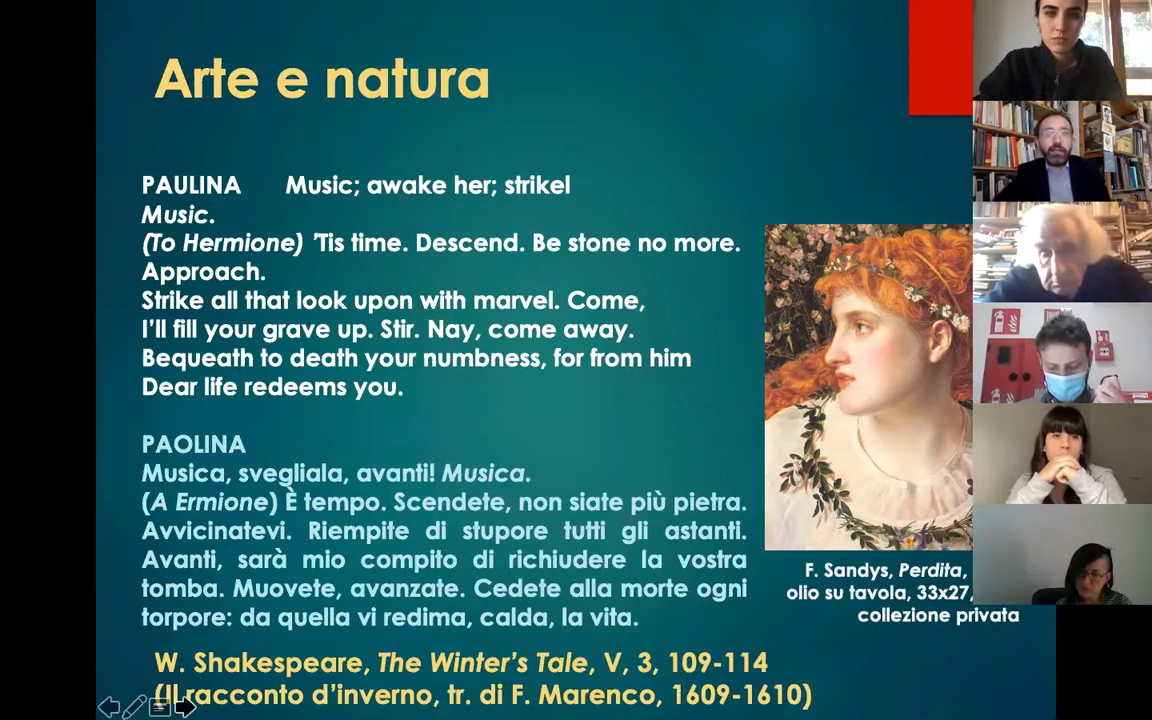 Arte e natura
PAULINA Music; awake her; strikel
Music.
(To Hermione) ’Tis time. Descend. Be stone no more.
Approach.
Strike all that look upon with marvel. Come,
I’ll fill your grave up. Stir. Nay, come away.
Bequeath to death your numbness, for from him
Dear life redeems you.
PAOLINA
Musica, svegliala, avanti! Musica.
(A Ermione) È tempo. Scendete, non siate più pietra.
Avvicinatevi. Riempite di stupore tutti gli astanti.
Avanti, sarà mio compito di richiudere la vostra
tomba. Muovete, avanzate. Cedete alla morte ogni
torpore: da quella vi redima, calda, la vita.
F. Sandys, Perdita,
olio su tavola, 33x27,
collezione privata
W. Shakespeare, The Winter’s Tale, V, 3, 109-114
(Il racconto d’inverno, tr. di F. Marenco, 1609-1610)